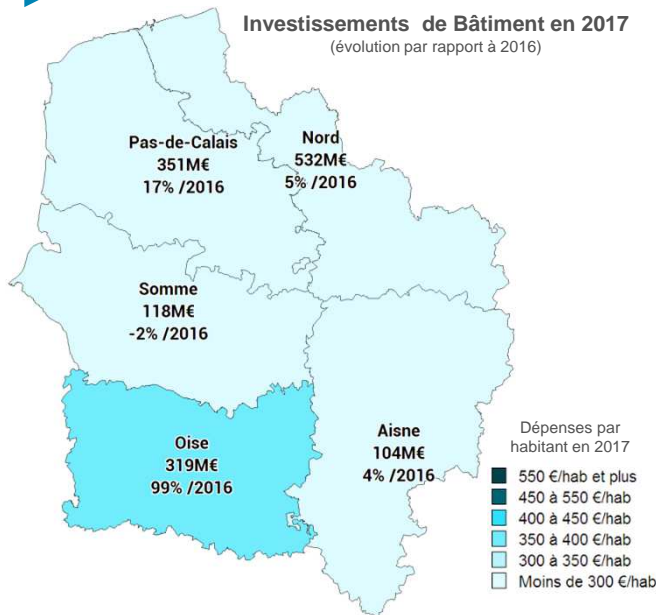 Investissements de Bâtiment en 2017
(évolution par rapport à 2016)
Pas-de-Calais
351M€
17% /2016
Nord
532M€
5% /2016
Somme
118M€
-2% /2016
Oise
319M€
99% /2016
Aisne
104M€
4% /2016
Dépenses par
habitant en 2017
550 €/hab et plus
450 à 550 €/hab
400 à 450 €/hab
350 à 400 €/hab
300 à 350 €/hab
Moins de 300 €/hab